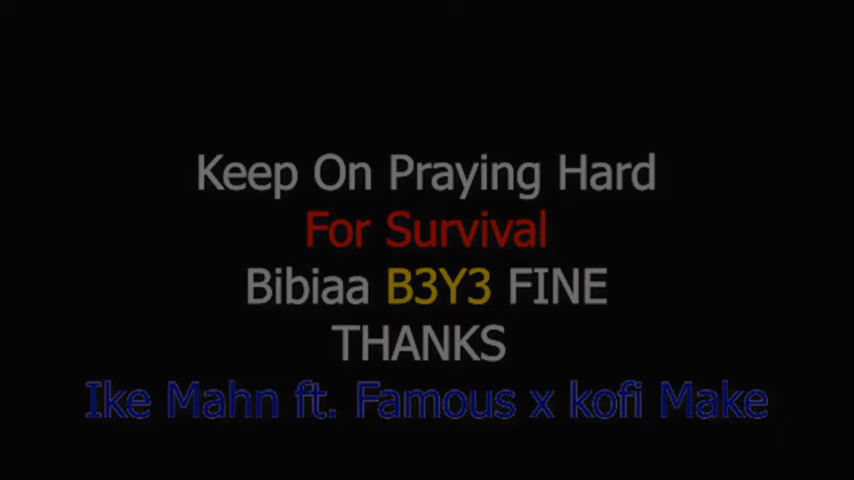 Keep On Praying Hard
For Survival
Bibiaa B3Y3 FINE
THANKS
Ike Mahn ft. Famous x kofi Make